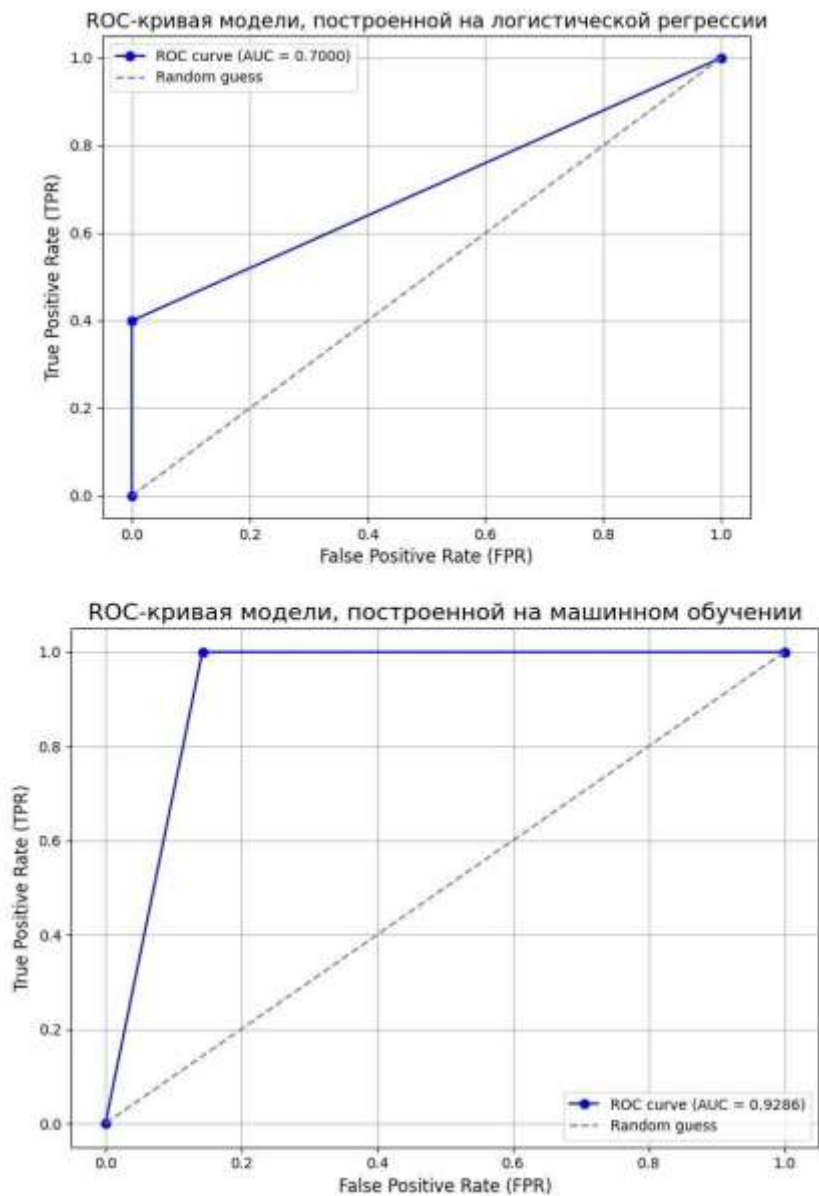 ROC-кривая модели, построенной на логистической регрессии
ROC curve (AUC = 0.7000)
Random guess
True Positive Rate (TPR)
1.0
0.8
0.6
0.4
0.2
0.0
0.0 0.2 0.4 0.6 0.8 1.0
False Positive Rate (FPR)
ROC-кривая модели, построенной на машинном обучении
True Positive Rate (TPR)
1.0
0.8
0.6
0.4
0.2
0.0
ROC curve (AUC = 0.9286)
Random guess
0.0 0.2 0.4 0.6 0.8 1.0
False Positive Rate (FPR)